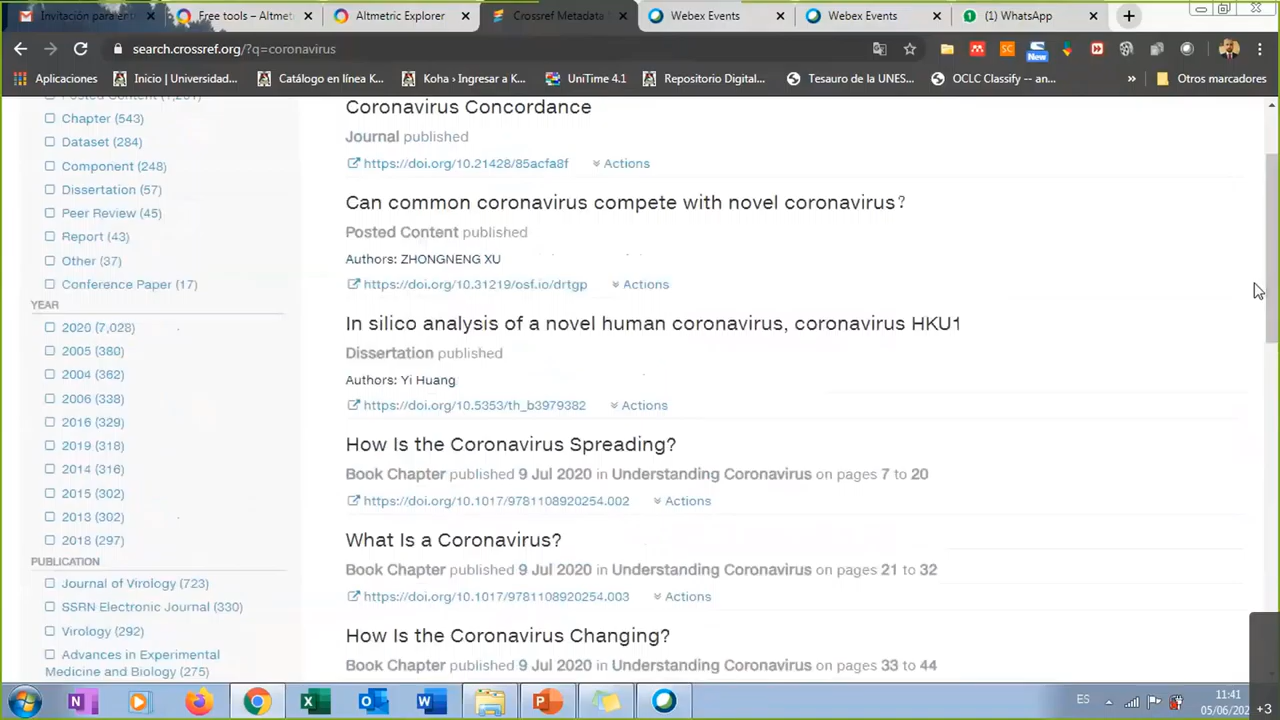 Invitación para ent
Free tools – Altmet
Altmetric Explorer
Crossref Metadata
Webex Events
Webex Events
(1) WhatsApp
search.crossref.org/?q=coronavirus
New
Aplicaciones
Inicio | Universidad...
Catálogo en línea K...
Koha › Ingresar a K...
UniTime 4.1
Repositorio Digital...
Tesauro de la UNES...
OCLC Classify -- an...
»
Otros marcadores
Chapter (543)
Dataset (284)
Component (248)
Dissertation (57)
Peer Review (45)
Report (43)
Other (37)
Conference Paper (17)
YEAR
2020 (7,028)
2005 (380)
2004 (362)
2006 (338)
2016 (329)
2019 (318)
2014 (316)
2015 (302)
2013 (302)
2018 (297)
PUBLICATION
Journal of Virology (723)
SSRN Electronic Journal (330)
Virology (292)
Advances in Experimental
Medicine and Biology (275)
Coronavirus Concordance
Journal published
https://doi.org/10.21428/85acfa8f Actions
Can common coronavirus compete with novel coronavirus?
Posted Content published
Authors: ZHONGNENG XU
https://doi.org/10.31219/osf.io/drtgp Actions
In silico analysis of a novel human coronavirus, coronavirus HKU1
Dissertation published
Authors: Yi Huang
https://doi.org/10.5353/th_b3979382 Actions
How Is the Coronavirus Spreading?
Book Chapter published 9 Jul 2020 in Understanding Coronavirus on pages 7 to 20
https://doi.org/10.1017/9781108920254.002 Actions
What Is a Coronavirus?
Book Chapter published 9 Jul 2020 in Understanding Coronavirus on pages 21 to 32
https://doi.org/10.1017/9781108920254.003 Actions
How Is the Coronavirus Changing?
Book Chapter published 9 Jul 2020 in Understanding Coronavirus on pages 33 to 44
ES
11:41
05/06/202
+3